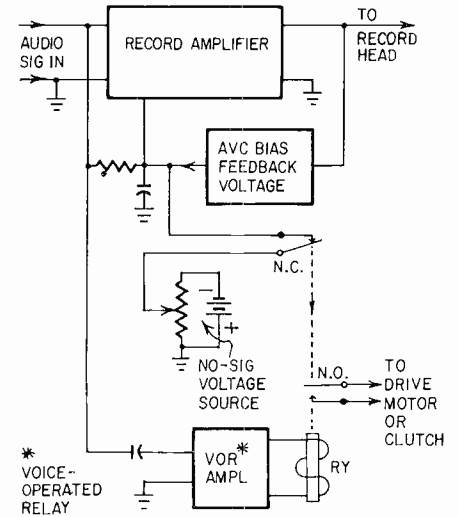 AUDIO
SIG IN
RECORD AMPLIFIER
TO
RECORD
HEAD
AVC BIAS
FEEDBACK
VOLTAGE
N.C.
−
+
NO-SIG
VOLTAGE
SOURCE
N.O.
TO
DRIVE
MOTOR
OR
CLUTCH
VOR*
AMPL
RY
*
VOICE-
OPERATED
RELAY